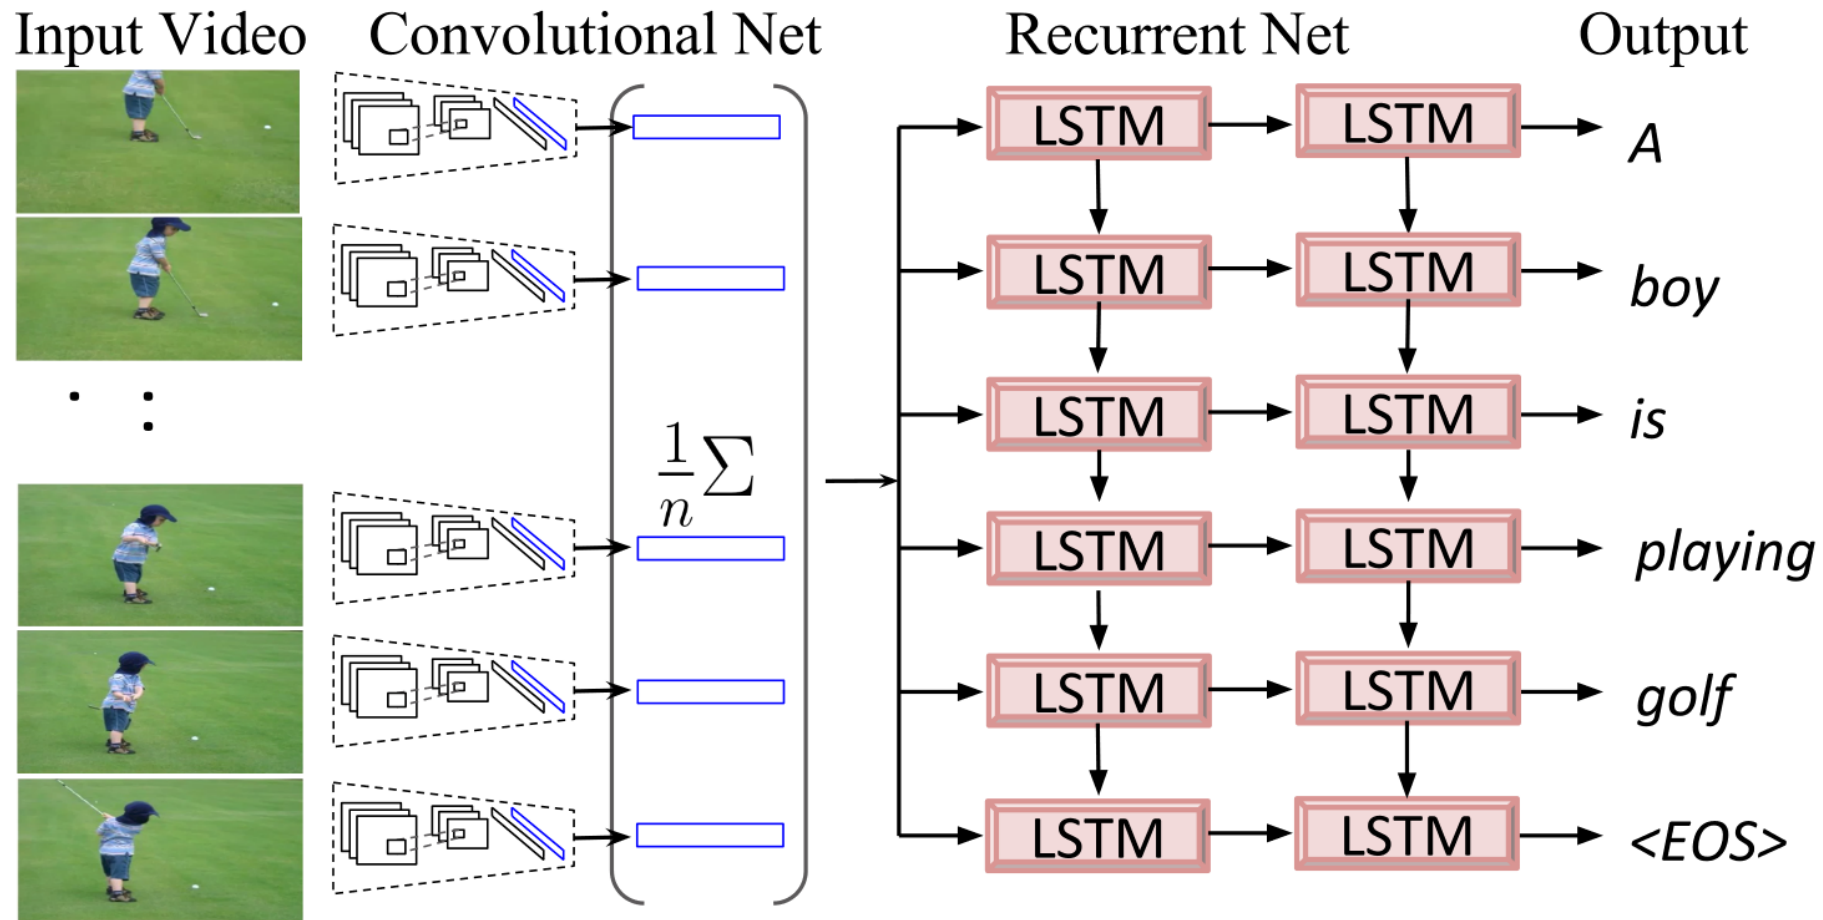 Input Video Convolutional Net Recurrent Net Output
LSTM LSTM A
LSTM LSTM boy
LSTM LSTM is
1/n ∑
LSTM LSTM playing
LSTM LSTM golf
LSTM LSTM <EOS>